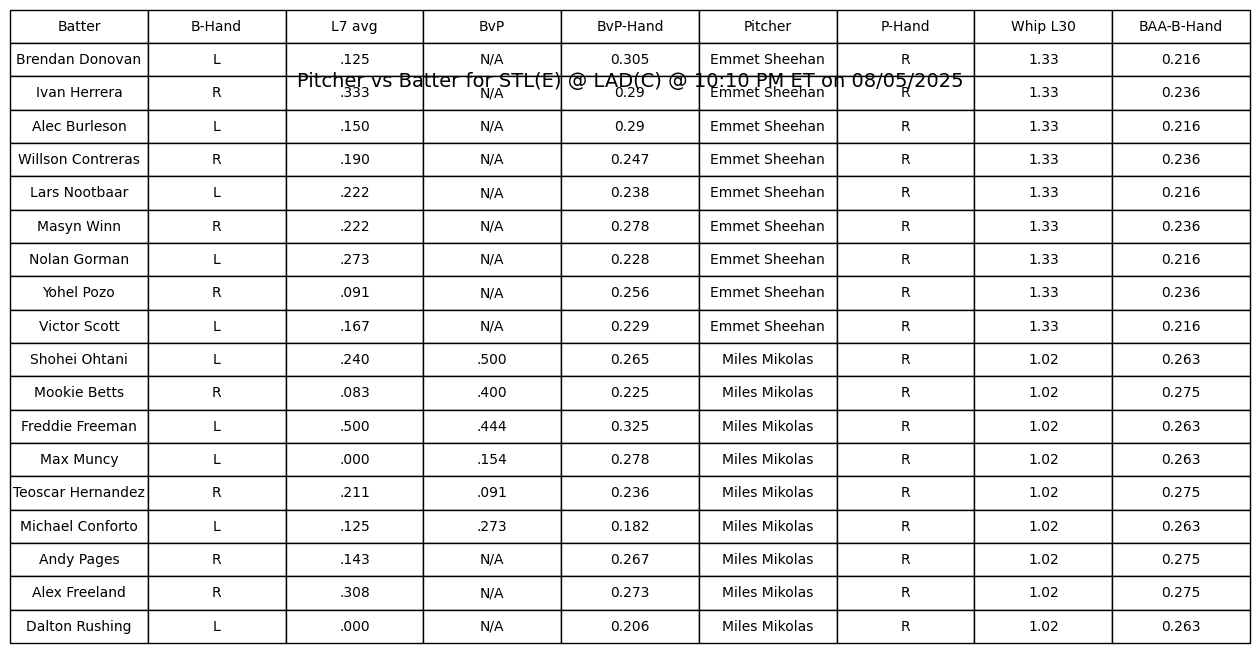 Batter B-Hand L7 avg BvP BvP-Hand Pitcher P-Hand Whip L30 BAA-B-Hand
Brendan Donovan L .125 N/A 0.305 Emmet Sheehan R 1.33 0.216
Pitcher vs Batter for STL(E) @ LAD(C) @ 10:10 PM ET on 08/05/2025
Ivan Herrera R .333 N/A 0.29 Emmet Sheehan R 1.33 0.236
Alec Burleson L .150 N/A 0.29 Emmet Sheehan R 1.33 0.216
Willson Contreras R .190 N/A 0.247 Emmet Sheehan R 1.33 0.236
Lars Nootbaar L .222 N/A 0.238 Emmet Sheehan R 1.33 0.216
Masyn Winn R .222 N/A 0.278 Emmet Sheehan R 1.33 0.236
Nolan Gorman L .273 N/A 0.228 Emmet Sheehan R 1.33 0.216
Yohel Pozo R .091 N/A 0.256 Emmet Sheehan R 1.33 0.236
Victor Scott L .167 N/A 0.229 Emmet Sheehan R 1.33 0.216
Shohei Ohtani L .240 .500 0.265 Miles Mikolas R 1.02 0.263
Mookie Betts R .083 .400 0.225 Miles Mikolas R 1.02 0.275
Freddie Freeman L .500 .444 0.325 Miles Mikolas R 1.02 0.263
Max Muncy L .000 .154 0.278 Miles Mikolas R 1.02 0.263
Teoscar Hernandez R .211 .091 0.236 Miles Mikolas R 1.02 0.275
Michael Conforto L .125 .273 0.182 Miles Mikolas R 1.02 0.263
Andy Pages R .143 N/A 0.267 Miles Mikolas R 1.02 0.275
Alex Freeland R .308 N/A 0.273 Miles Mikolas R 1.02 0.275
Dalton Rushing L .000 N/A 0.206 Miles Mikolas R 1.02 0.263